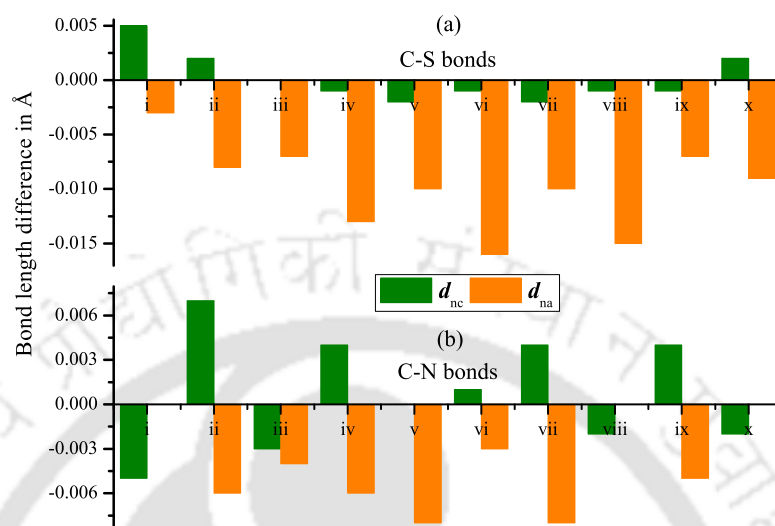 (a)
C-S bonds
0.005
0.000
-0.005
-0.010
-0.015
i ii iii iv v vi vii viii ix x
Bond length difference in Å
d nc d na
(b)
C-N bonds
0.006
0.003
0.000
-0.003
-0.006
i ii iii iv v vi vii viii ix x